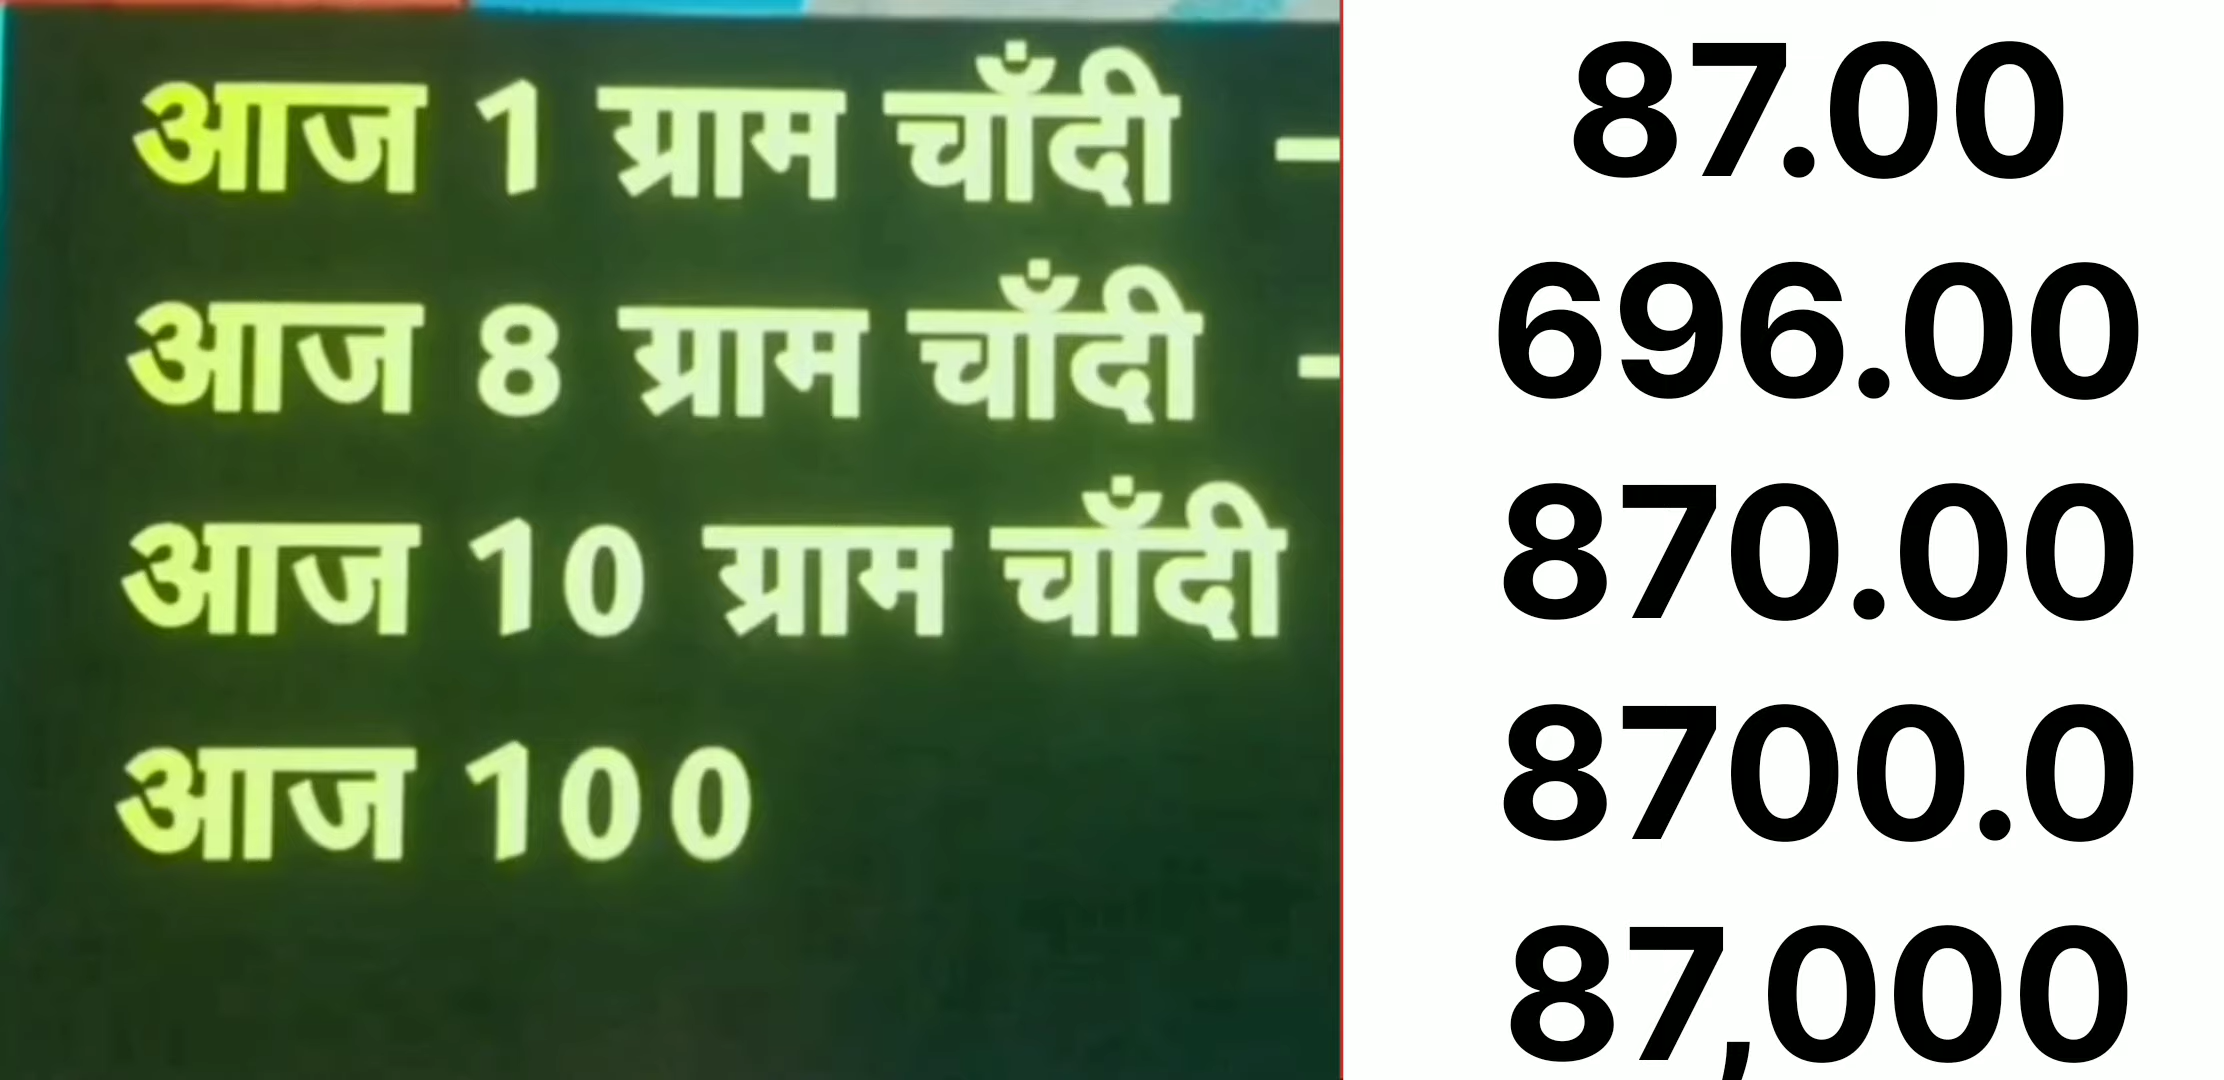 आज 1 ग्राम चाँदी –
87.00
आज 8 ग्राम चाँदी -
696.00
आज 10 ग्राम चाँदी
870.00
आज 100
8700.0
87,000